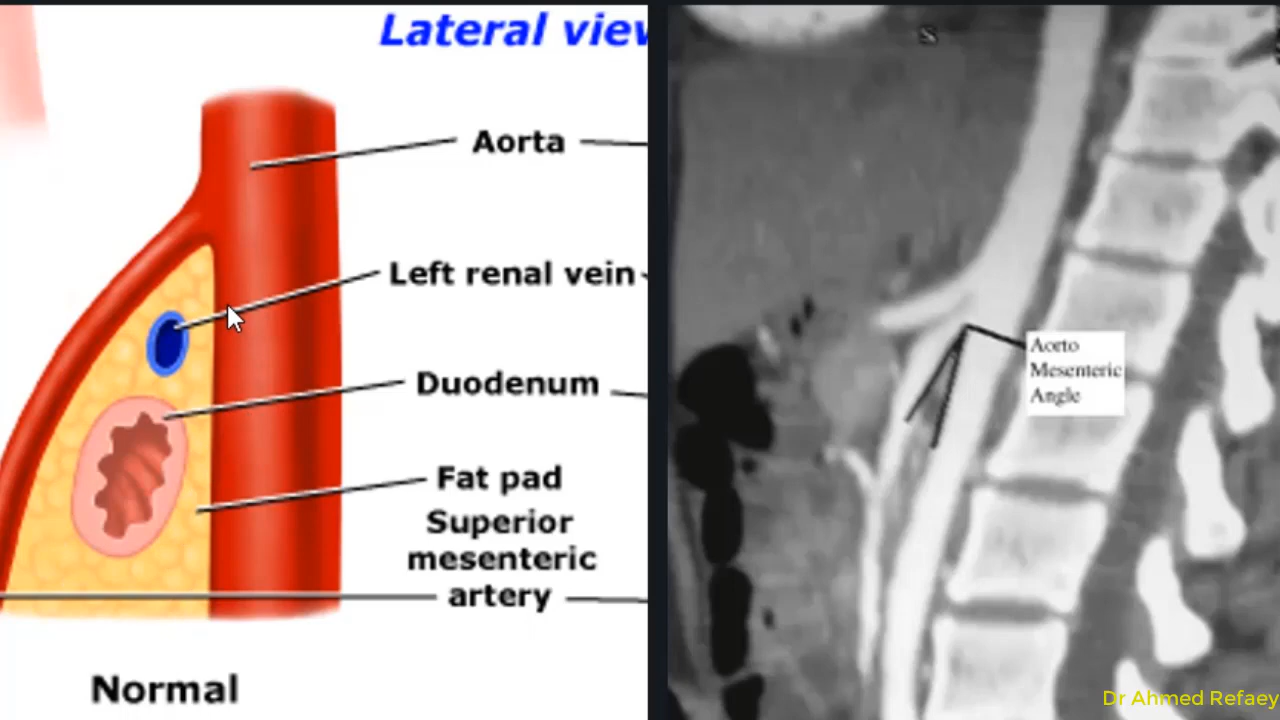 Lateral view
Aorta
Left renal vein
Duodenum
Fat pad
Superior
mesenteric
artery
Normal
S
Aorto
Mesenteric
Angle
Dr Ahmed Refaey